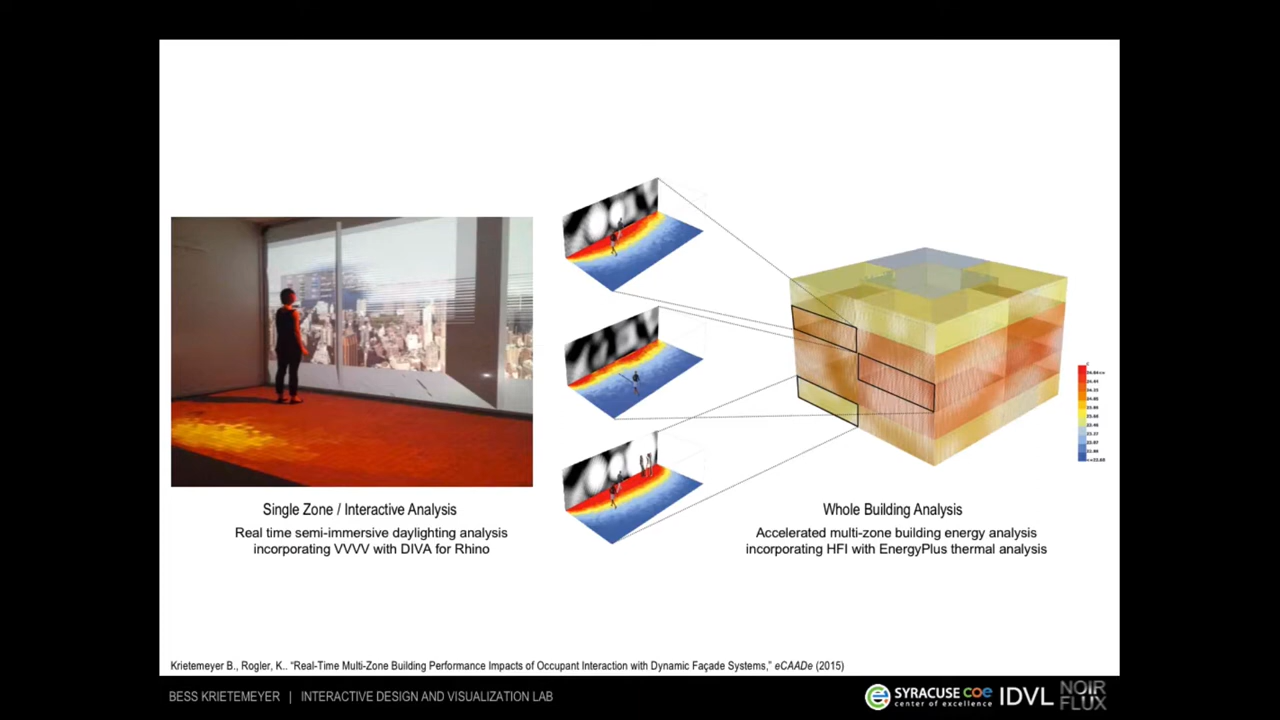 Single Zone / Interactive Analysis
Real time semi-immersive daylighting analysis
incorporating VVVV with DIVA for Rhino
Whole Building Analysis
Accelerated multi-zone building energy analysis
incorporating HFI with EnergyPlus thermal analysis
Krietemeyer B., Rogler, K.. “Real-Time Multi-Zone Building Performance Impacts of Occupant Interaction with Dynamic Façade Systems,” eCAADe (2015)
BESS KRIETEMEYER | INTERACTIVE DESIGN AND VISUALIZATION LAB
SYRACUSE COE
center of excellence
IDVL
NOIR
FLUX